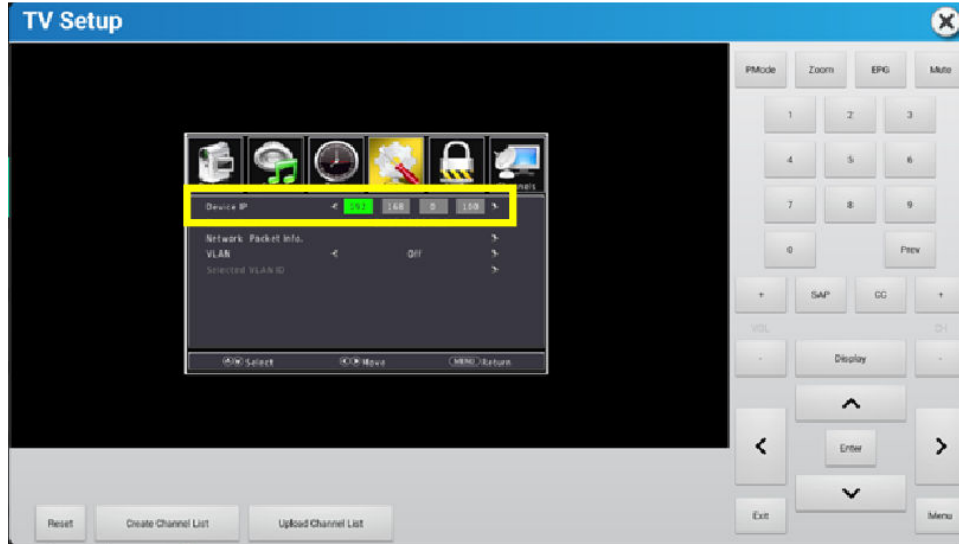 TV Setup
Device IP 192 168 0 100
Network Packet Info.
VLAN Off
Selected VLAN ID
Select Move MENU Return
PMode Zoom EPG Mute
1 2 3
4 5 6
7 8 9
0 Prev
+ SAP CC +
VOL CH
- Display -
Enter
Exit Menu
Reset Create Channel List Upload Channel List